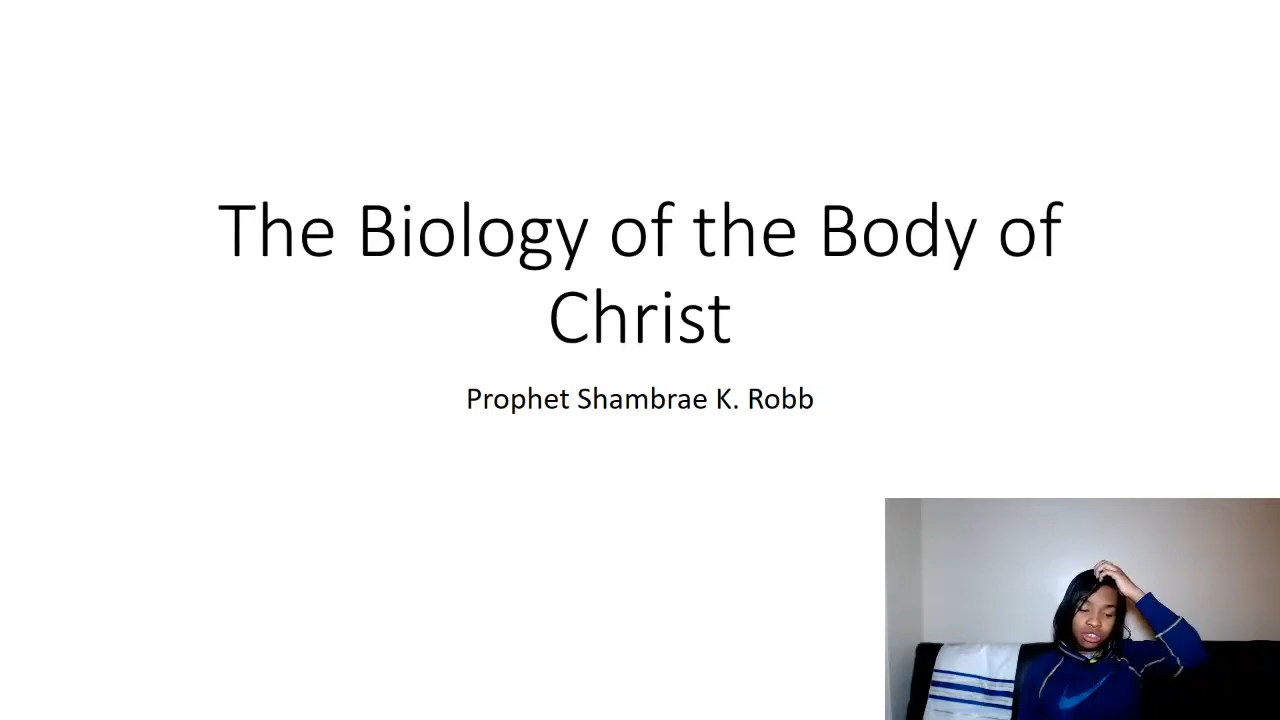 The Biology of the Body of
Christ
Prophet Shambrae K. Robb